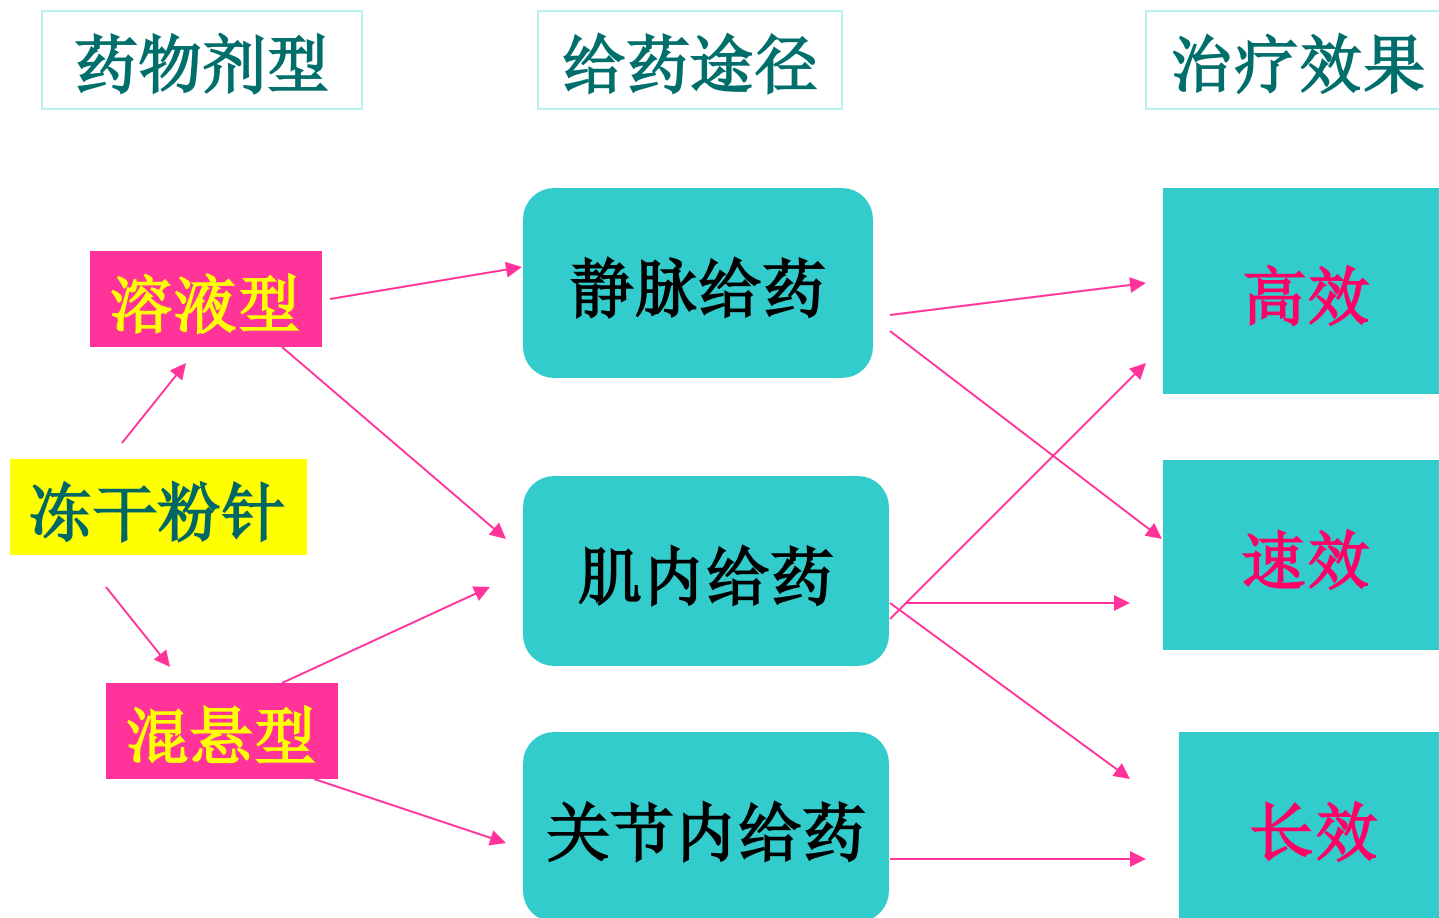 药物剂型
给药途径
治疗效果
溶液型
静脉给药
高效
冻干粉针
肌内给药
速效
混悬型
关节内给药
长效